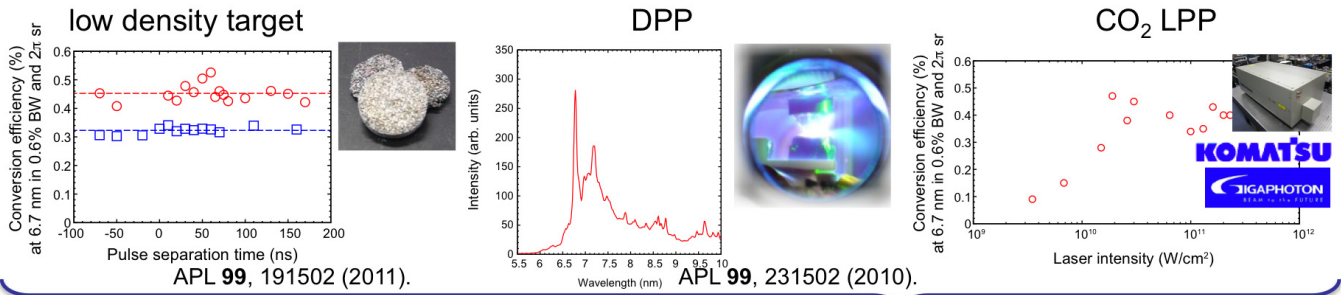 low density target
Conversion efficiency (%)
at 6.7 nm in 0.6% BW and 2π sr
0.6
0.5
0.4
0.3
0.2
0.1
0
-100 -50 0 50 100 150 200
Pulse separation time (ns)
APL 99, 191502 (2011).
DPP
Intensity (arb. units)
350
300
250
200
150
100
50
0
5.5 6 6.5 7 7.5 8 8.5 9 9.5 10
Wavelength (nm)
APL 99, 231502 (2010).
CO₂ LPP
Conversion efficiency (%)
at 6.7 nm in 0.6% BW and 2π sr
0.6
0.5
0.4
0.3
0.2
0.1
0
10⁹ 10¹⁰ 10¹¹ 10¹²
Laser intensity (W/cm²)
KOMATSU
GIGAPHOTON
BEAM to the FUTURE